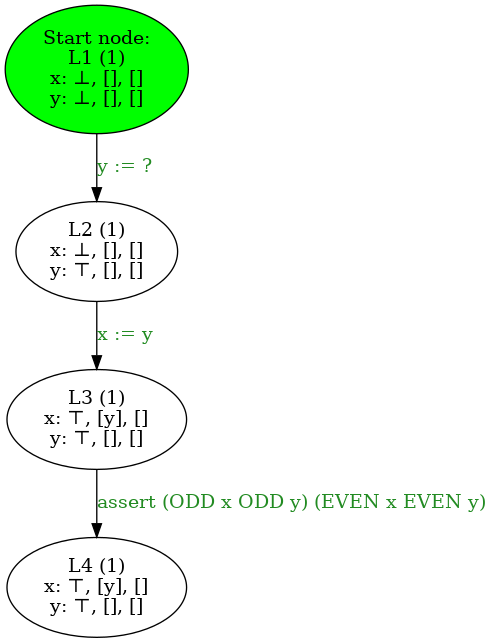 Start node:
L1 (1)
x: ⊥, [], []
y: ⊥, [], []
y := ?
L2 (1)
x: ⊥, [], []
y: ⊤, [], []
x := y
L3 (1)
x: ⊤, [y], []
y: ⊤, [], []
assert (ODD x ODD y) (EVEN x EVEN y)
L4 (1)
x: ⊤, [y], []
y: ⊤, [], []